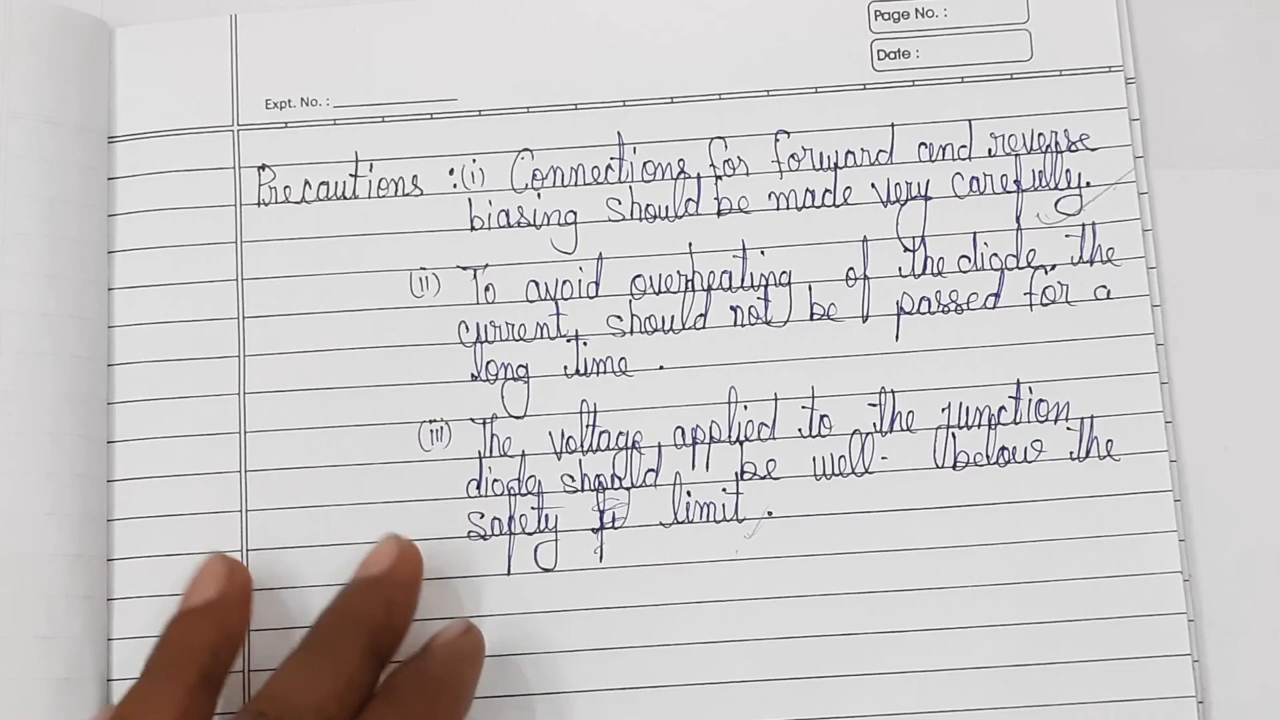 Page No. :
Date :
Expt. No. :
Precautions :(i) Connections for forward and reverse
biasing should be made very carefully.
(ii) To avoid overheating of the diode, the
current should not be passed for a
long time .
(iii) The voltage applied to the junction
diode should be well- below the
safety limit .